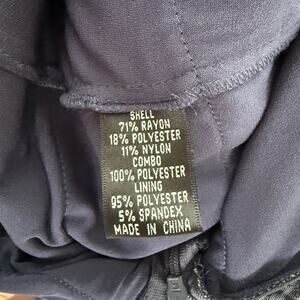 SHELL
71% RAYON
18% POLYESTER
11% NYLON
COMBO
100% POLYESTER
LINING
95% POLYESTER
5% SPANDEX
MADE IN CHINA